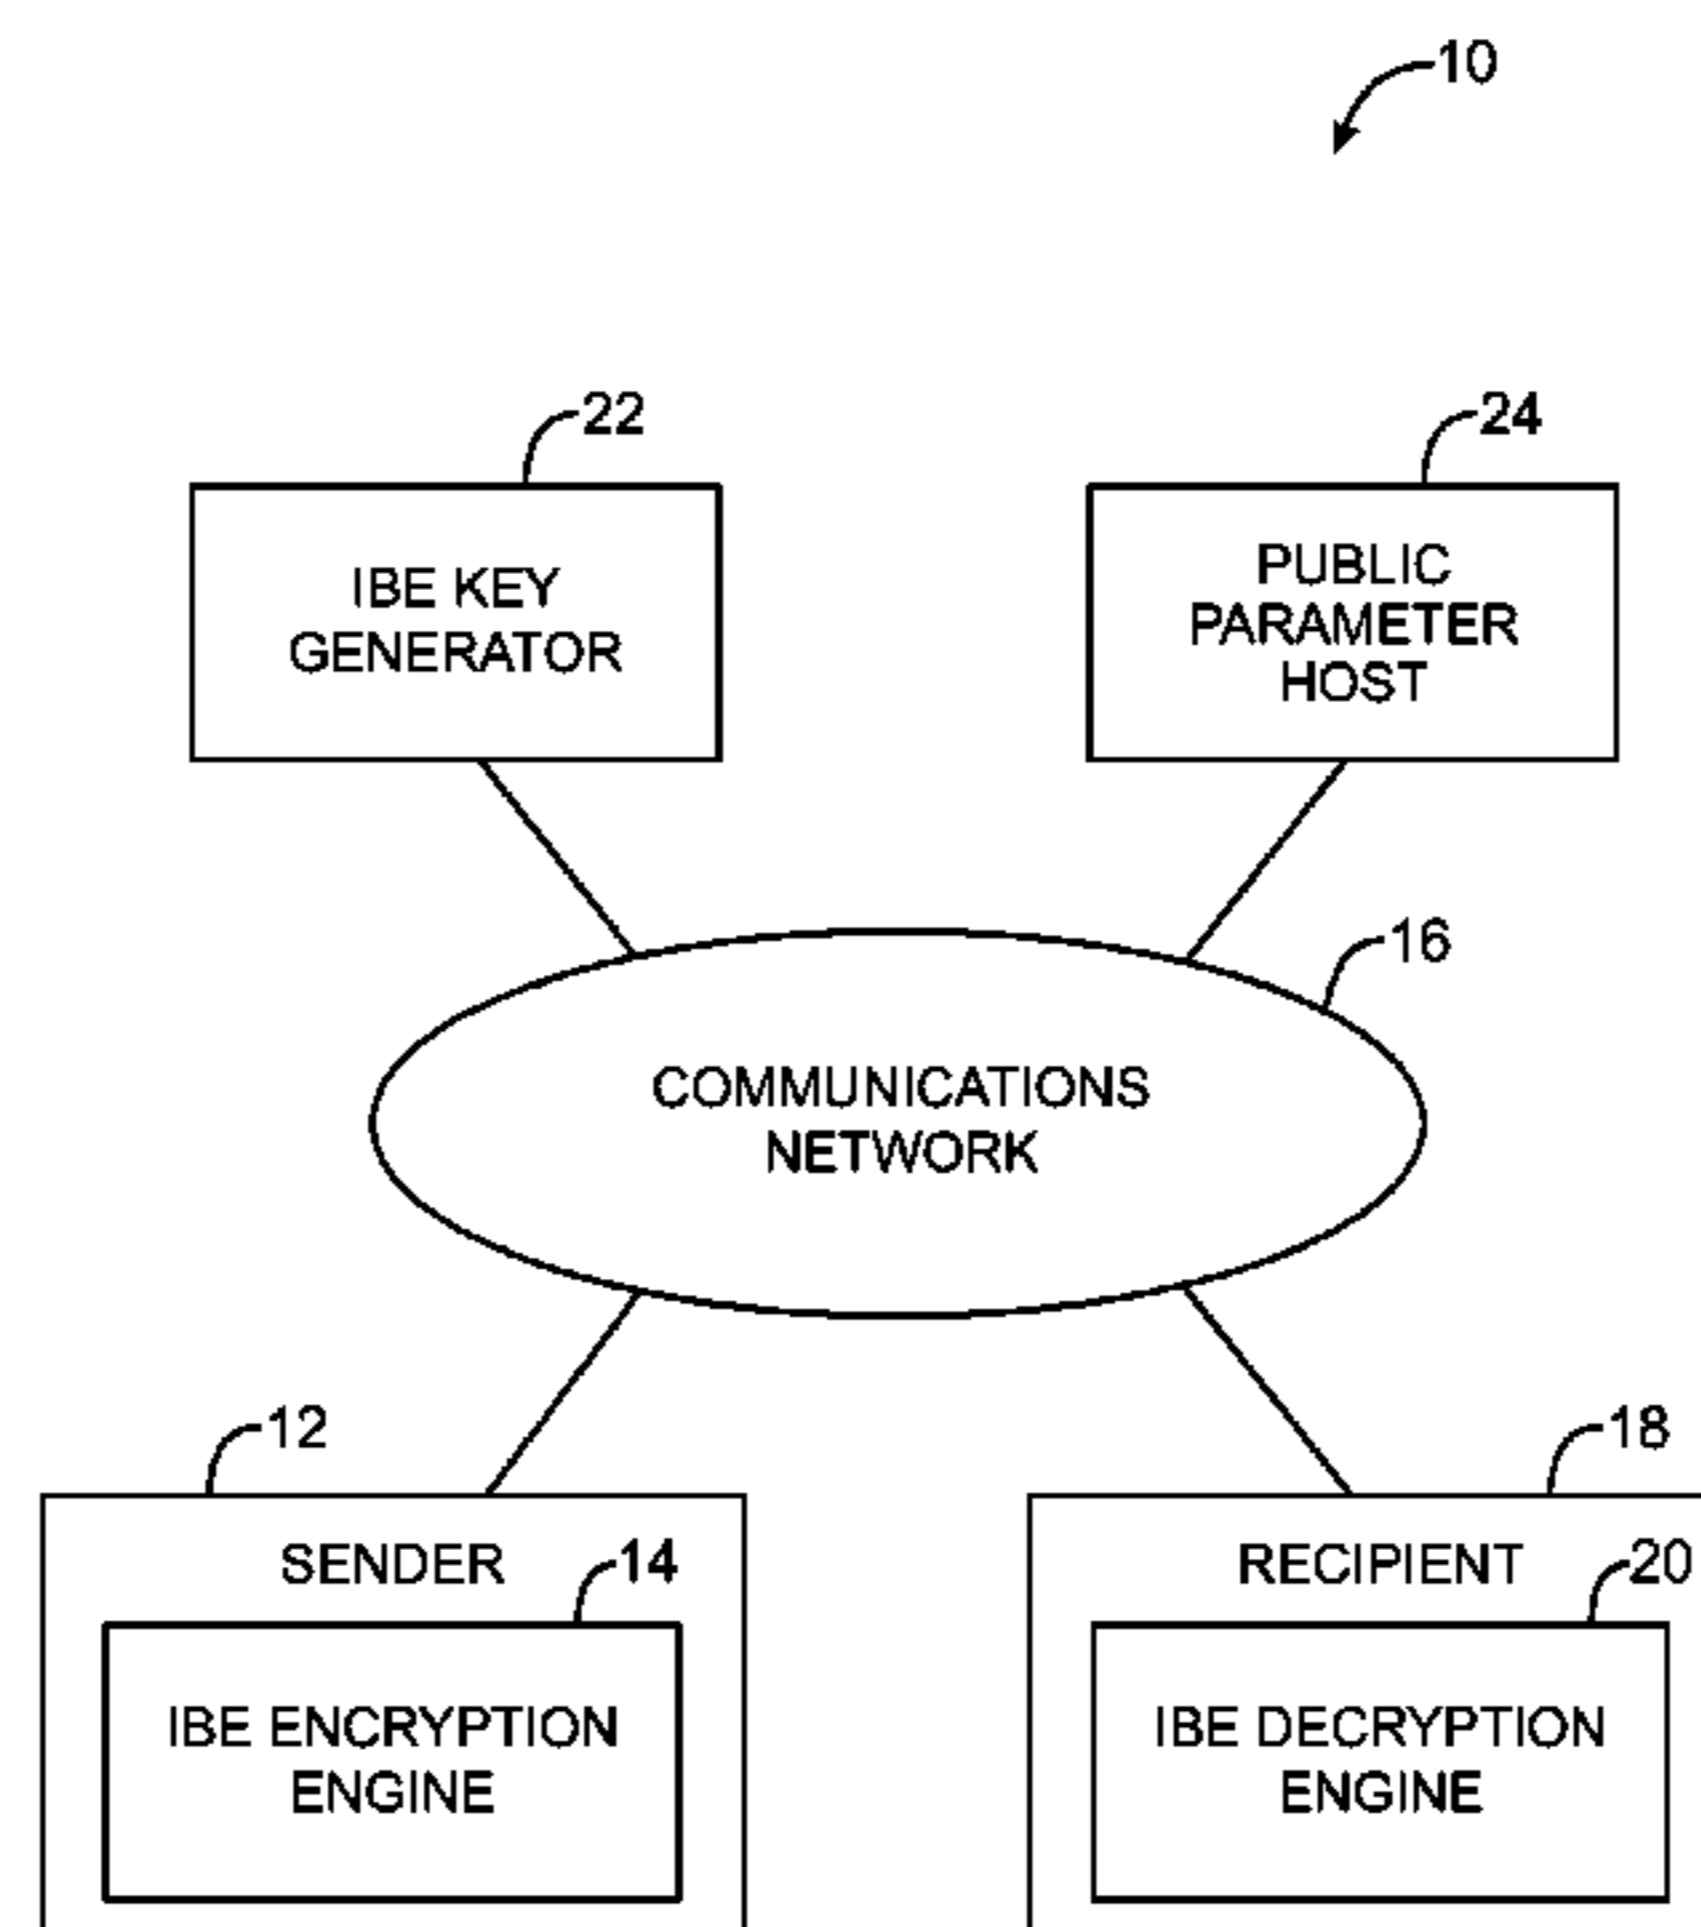 10
22
24
IBE KEY
GENERATOR
PUBLIC
PARAMETER
HOST
16
COMMUNICATIONS
NETWORK
12
18
SENDER
14
RECIPIENT
20
IBE ENCRYPTION
ENGINE
IBE DECRYPTION
ENGINE